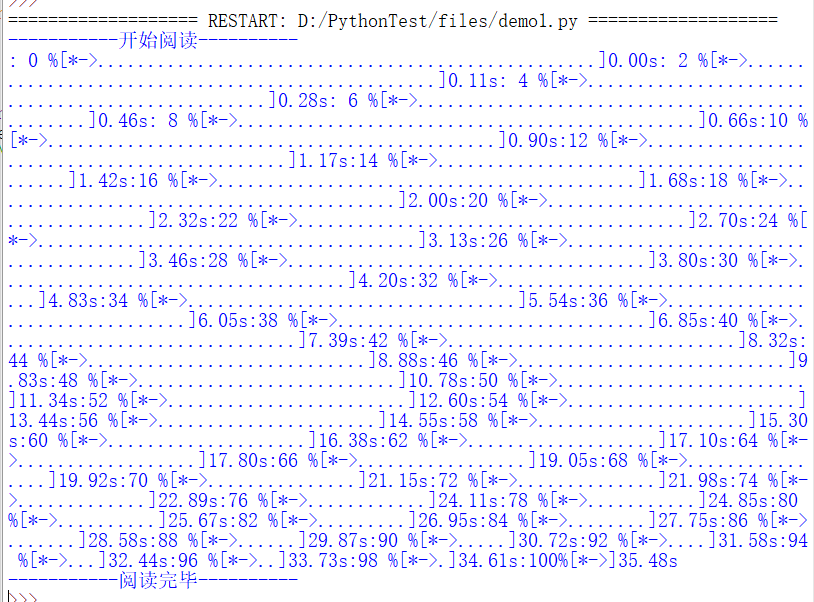 >>>
=================== RESTART: D:/PythonTest/files/demo1.py ===================
-----------开始阅读----------
: 0 %[*->..................................................]0.00s: 2 %[*->......
...........................................]0.11s: 4 %[*->......................
..........................]0.28s: 6 %[*->.......................................
........]0.46s: 8 %[*->..............................................]0.66s:10 %
[*->.............................................]0.90s:12 %[*->................
............................]1.17s:14 %[*->.....................................
......]1.42s:16 %[*->..........................................]1.68s:18 %[*->..
.......................................]2.00s:20 %[*->..........................
..............]2.32s:22 %[*->.......................................]2.70s:24 %[
*->......................................]3.13s:26 %[*->........................
.............]3.46s:28 %[*->....................................]3.80s:30 %[*->.
..................................]4.20s:32 %[*->...............................
...]4.83s:34 %[*->.................................]5.54s:36 %[*->..............
..................]6.05s:38 %[*->...............................]6.85s:40 %[*->.
.............................]7.39s:42 %[*->.............................]8.32s:
44 %[*->............................]8.88s:46 %[*->...........................]9
.83s:48 %[*->..........................]10.78s:50 %[*->.........................
]11.34s:52 %[*->........................]12.60s:54 %[*->.......................]
13.44s:56 %[*->......................]14.55s:58 %[*->.....................]15.30
s:60 %[*->....................]16.38s:62 %[*->...................]17.10s:64 %[*-
>..................]17.80s:66 %[*->.................]19.05s:68 %[*->............
....]19.92s:70 %[*->...............]21.15s:72 %[*->..............]21.98s:74 %[*-
>.............]22.89s:76 %[*->............]24.11s:78 %[*->...........]24.85s:80 
%[*->..........]25.67s:82 %[*->.........]26.95s:84 %[*->........]27.75s:86 %[*->
.......]28.58s:88 %[*->......]29.87s:90 %[*->.....]30.72s:92 %[*->....]31.58s:94
 %[*->...]32.44s:96 %[*->..]33.73s:98 %[*->.]34.61s:100%[*->]35.48s
-----------阅读完毕----------
>>>